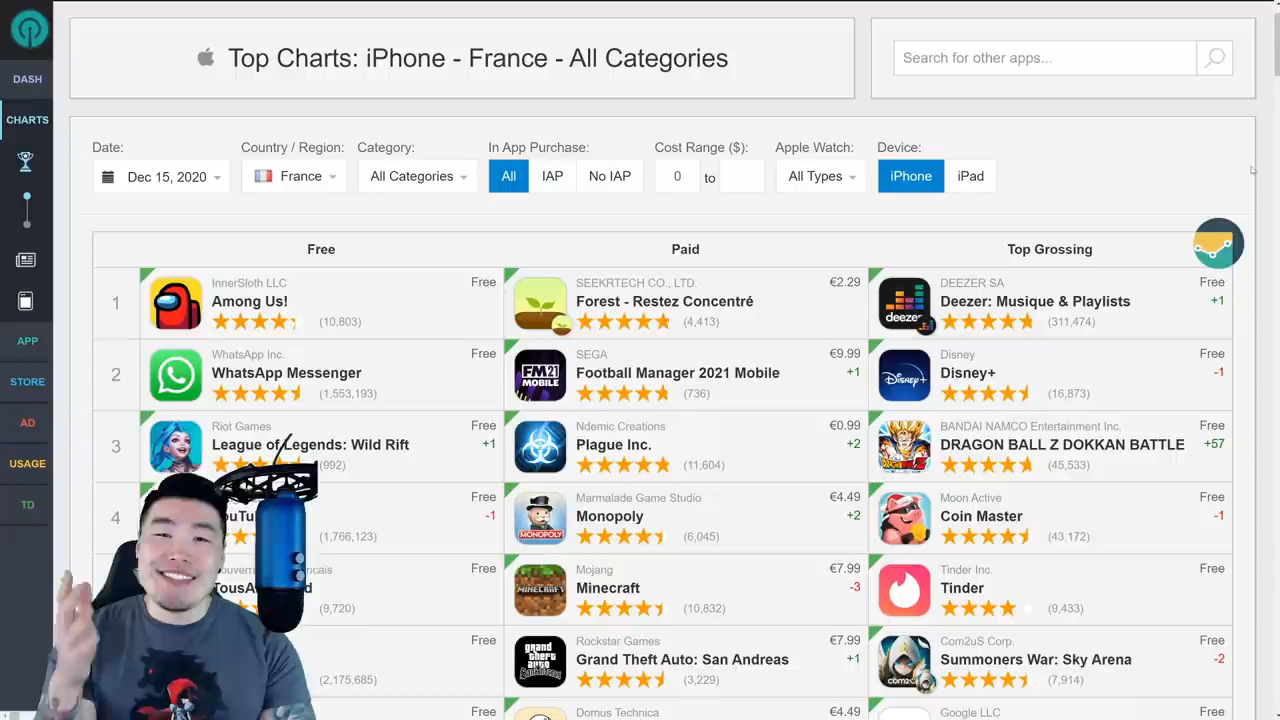 Top Charts: iPhone - France - All Categories
Search for other apps...
DASH
CHARTS
APP
STORE
AD
USAGE
TD
Date:
Country / Region:
Category:
In App Purchase:
Cost Range ($):
Apple Watch:
Device:
Dec 15, 2020
France
All Categories
All
IAP
No IAP
0
to
All Types
iPhone
iPad
Free
Paid
Top Grossing
1
InnerSloth LLC
Free
Among Us!
(10,803)
SEEKRTECH CO., LTD.
€2.29
Forest - Restez Concentré
(4,413)
DEEZER SA
Free
Deezer: Musique & Playlists
+1
(311,474)
deezer
2
WhatsApp Inc.
Free
WhatsApp Messenger
(1,553,193)
SEGA
€9.99
Football Manager 2021 Mobile
+1
(736)
FM21
MOBILE
Disney
Free
Disney+
-1
(16,873)
Disney+
3
Riot Games
Free
League of Legends: Wild Rift
+1
(992)
Ndemic Creations
€0.99
Plague Inc.
+2
(11,604)
BANDAI NAMCO Entertainment Inc.
Free
DRAGON BALL Z DOKKAN BATTLE
+57
(45,533)
4
Free
-1
(1,766,123)
Marmalade Game Studio
€4.49
Monopoly
+2
(6,045)
MONOPOLY
Moon Active
Free
Coin Master
-1
(43,172)
Free
(9,720)
Mojang
€7.99
Minecraft
-3
(10,832)
MINECRAFT
Tinder Inc.
Free
Tinder
(9,433)
Free
(2,175,685)
Rockstar Games
€7.99
Grand Theft Auto: San Andreas
+1
(3,229)
grand
theft
auto
Com2uS Corp.
Free
Summoners War: Sky Arena
-2
(7,914)
com2us
Free
Domus Technica
€4.49
Google LLC
Free